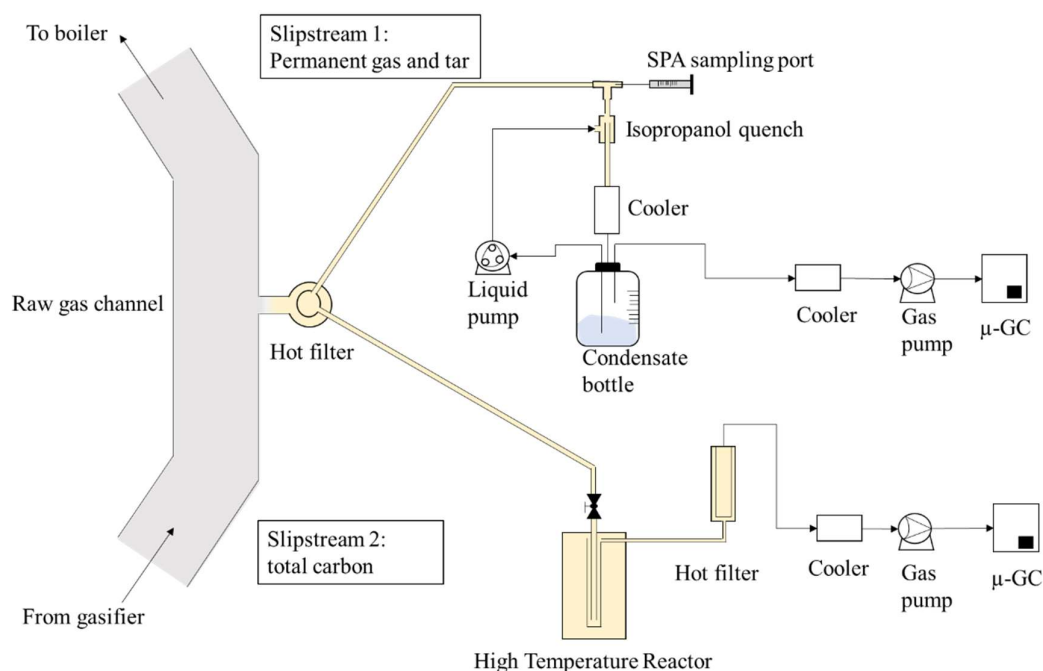 To boiler
Slipstream 1:
Permanent gas and tar
SPA sampling port
Isopropanol quench
Cooler
Liquid
pump
Condensate
bottle
Cooler
Gas
pump
µ-GC
Raw gas channel
Hot filter
Slipstream 2:
total carbon
From gasifier
High Temperature Reactor
Hot filter
Cooler
Gas
pump
µ-GC